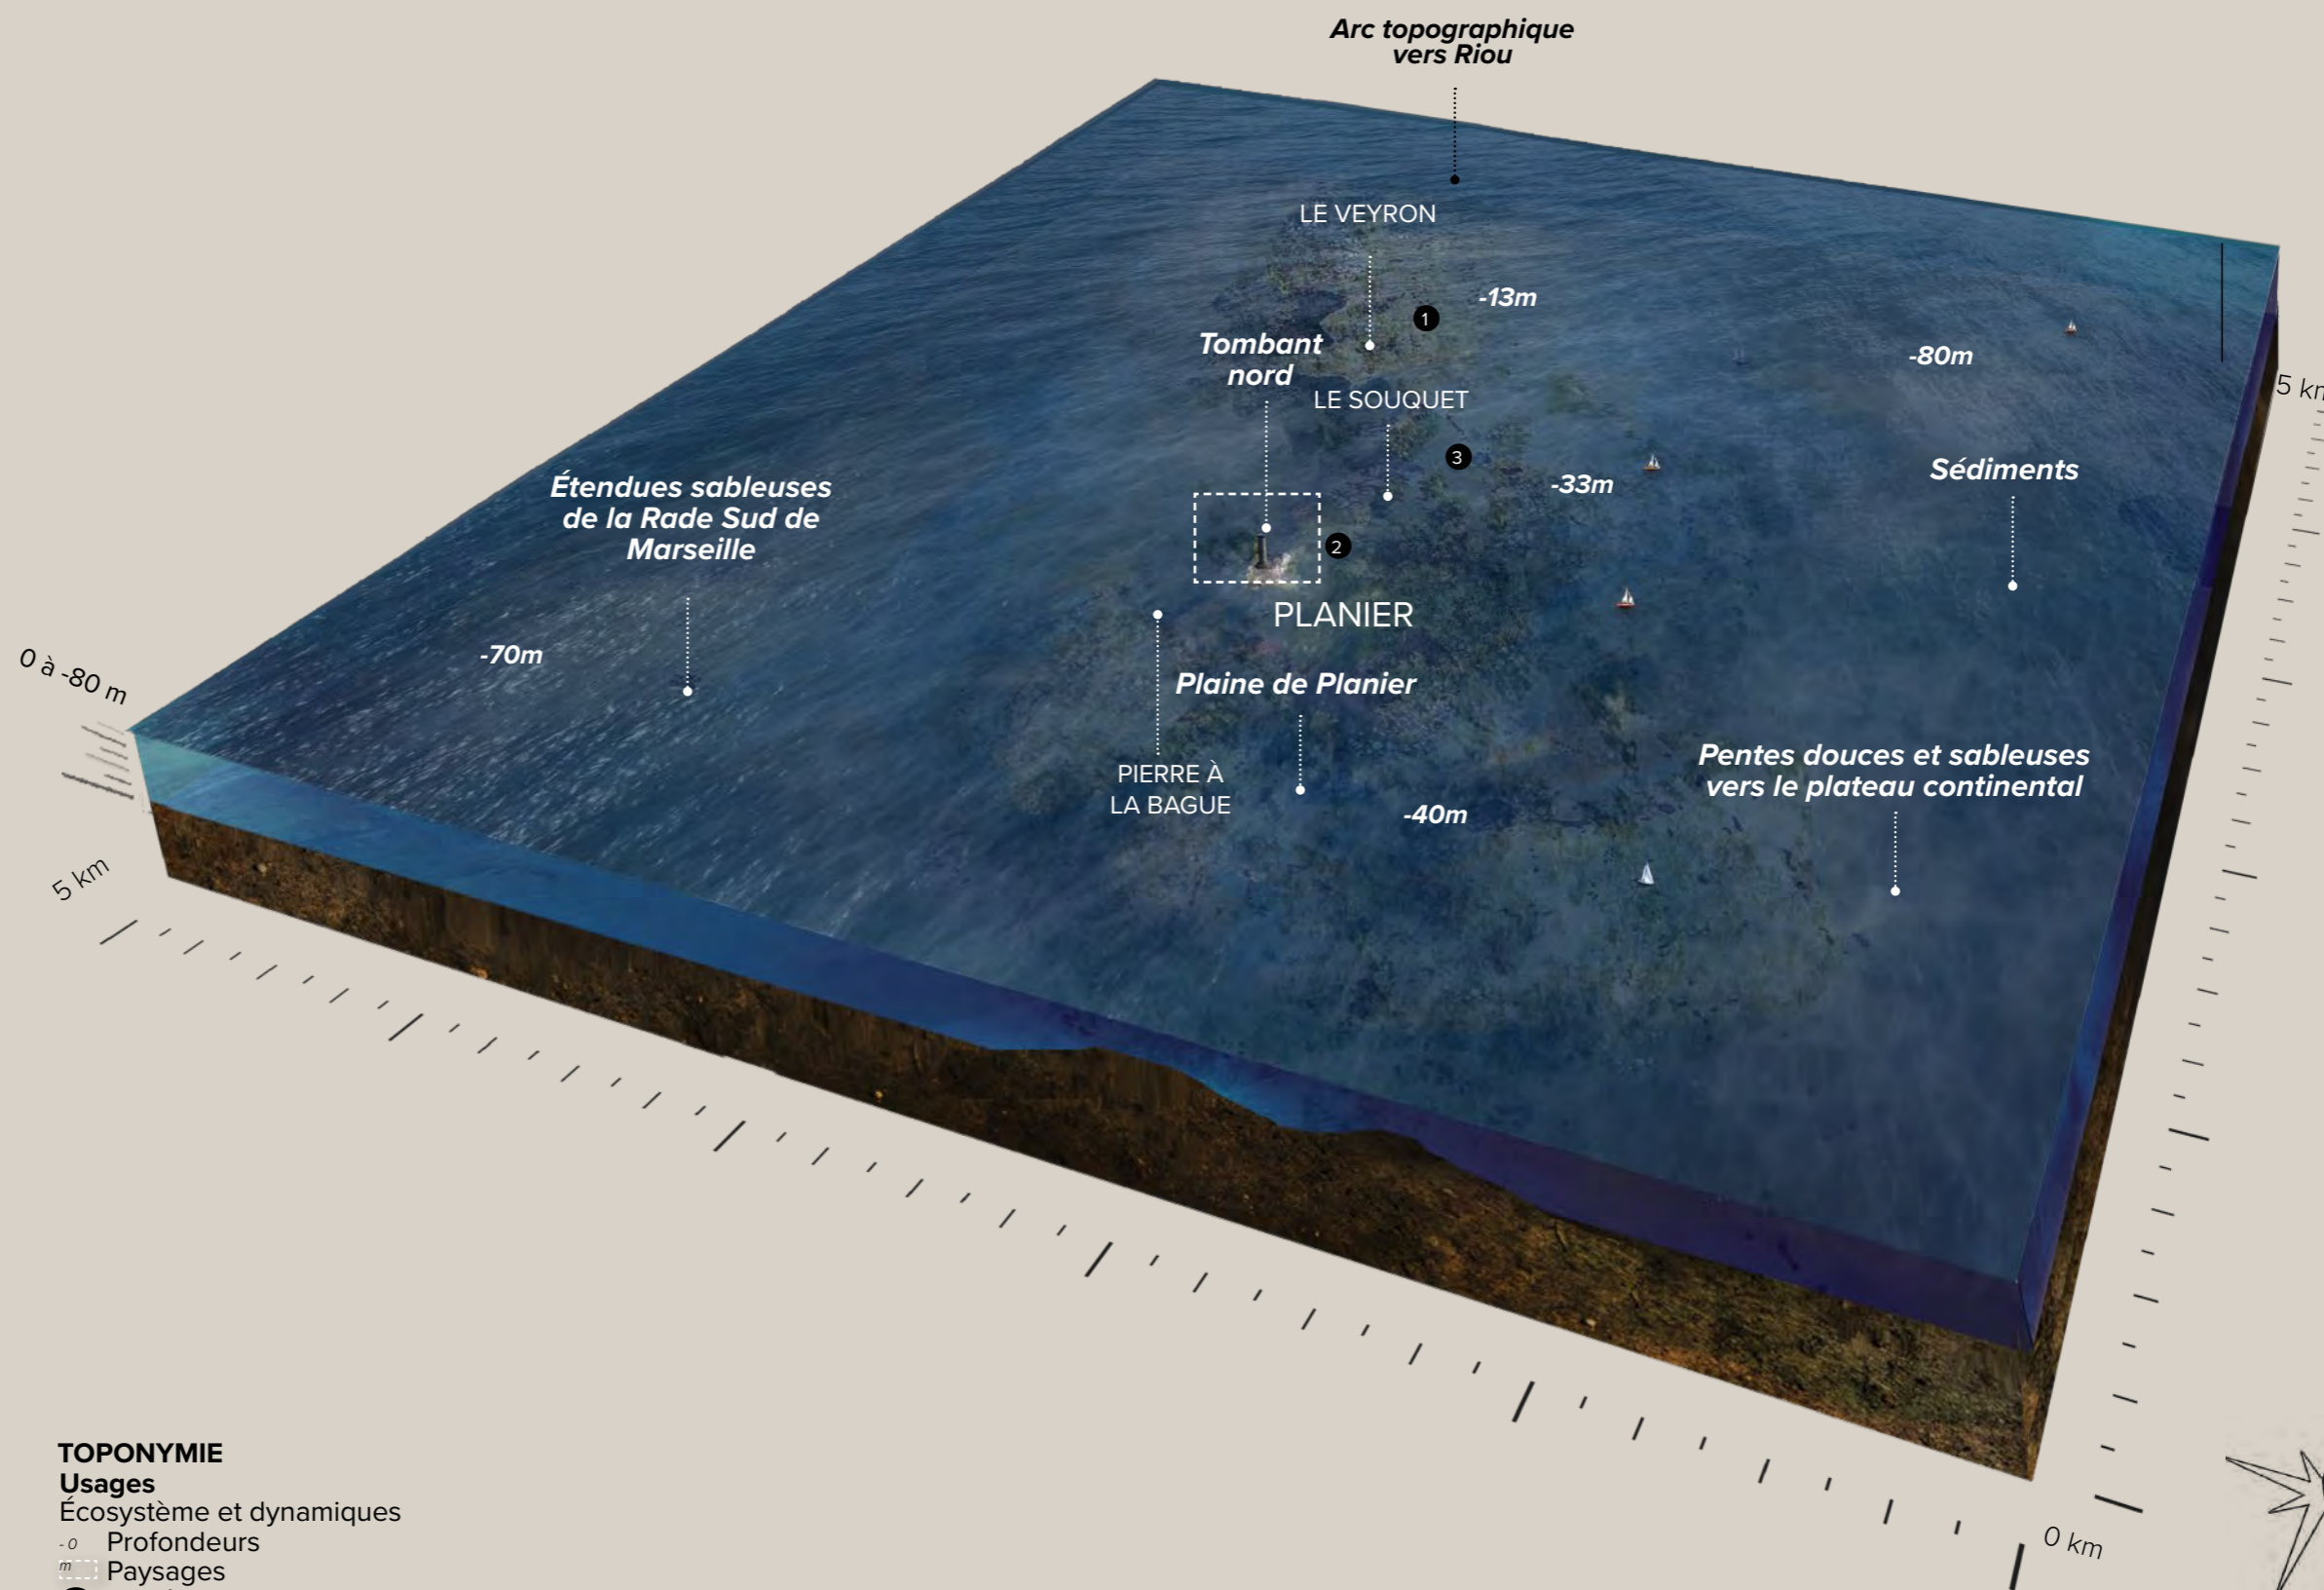 Arc topographique
vers Riou
LE VEYRON
-13m
1
Tombant
nord
-80m
5 km
LE SOUQUET
3
-33m
Sédiments
Étendues sableuses
de la Rade Sud de
Marseille
2
PLANIER
-70m
0 à -80 m
Plaine de Planier
PIERRE À
LA BAGUE
-40m
Pentes douces et sableuses
vers le plateau continental
5 km
0 km
TOPONYMIE
Usages
Écosystème et dynamiques
- 0 Profondeurs
m Paysages